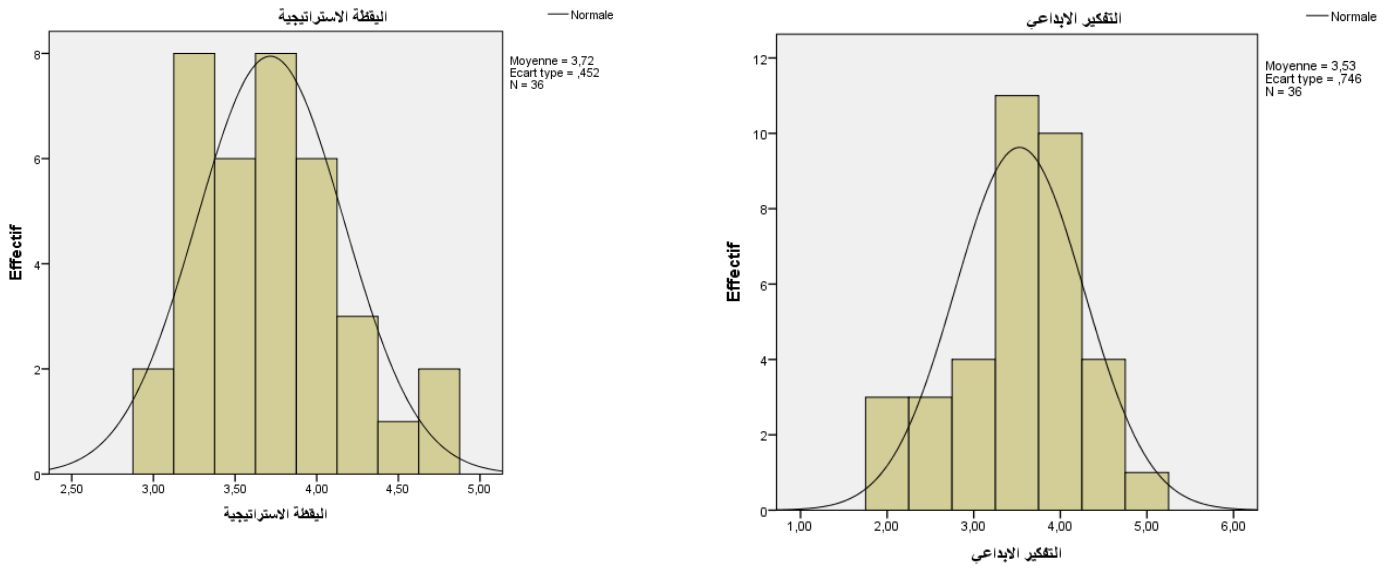 اليقظة الاستراتيجية
Normale
Moyenne = 3,72
Ecart type = ,452
N = 36
8
6
4
2
0
Effectif
2,50 3,00 3,50 4,00 4,50 5,00
اليقظة الاستراتيجية
التفكير الابداعي
Normale
Moyenne = 3,53
Ecart type = ,746
N = 36
12
10
8
6
4
2
0
Effectif
1,00 2,00 3,00 4,00 5,00 6,00
التفكير الابداعي